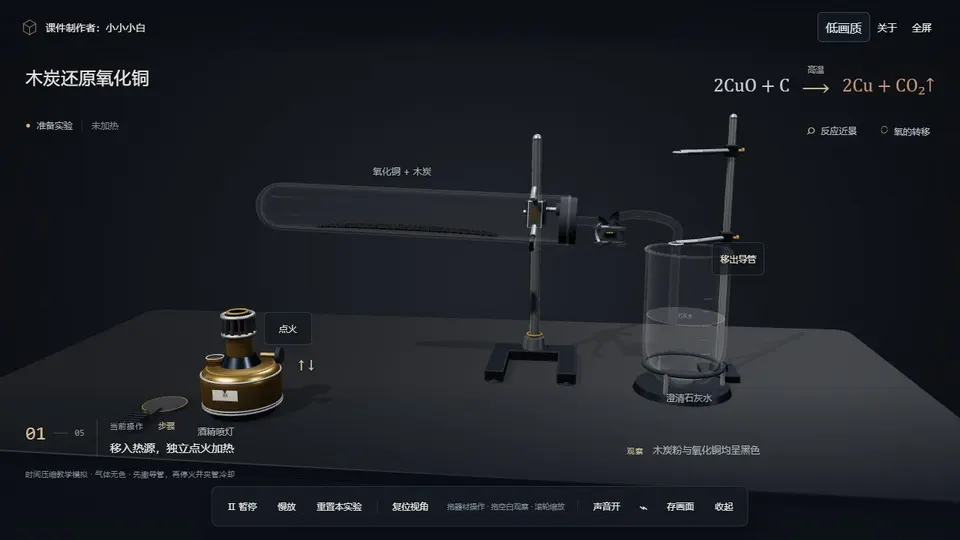 课件制作者：小小小白
低画质 关于 全屏
木炭还原氧化铜
高温
2CuO + C → 2Cu + CO₂↑
准备实验 未加热
反应近景 氧的转移
氧化铜 + 木炭
移出导管
点火
↑↓
澄清石灰水
01 — 05
当前操作 步骤 酒精喷灯
移入热源，独立点火加热
观察 木炭粉与氧化铜均呈黑色
时间压缩教学模拟 · 气体无色 · 先撤导管，再停火并夹管冷却
II 暂停 慢放 重置本实验 复位视角 拖器材操作 · 拖空白观察 · 滚轮缩放 声音开 存画面 收起